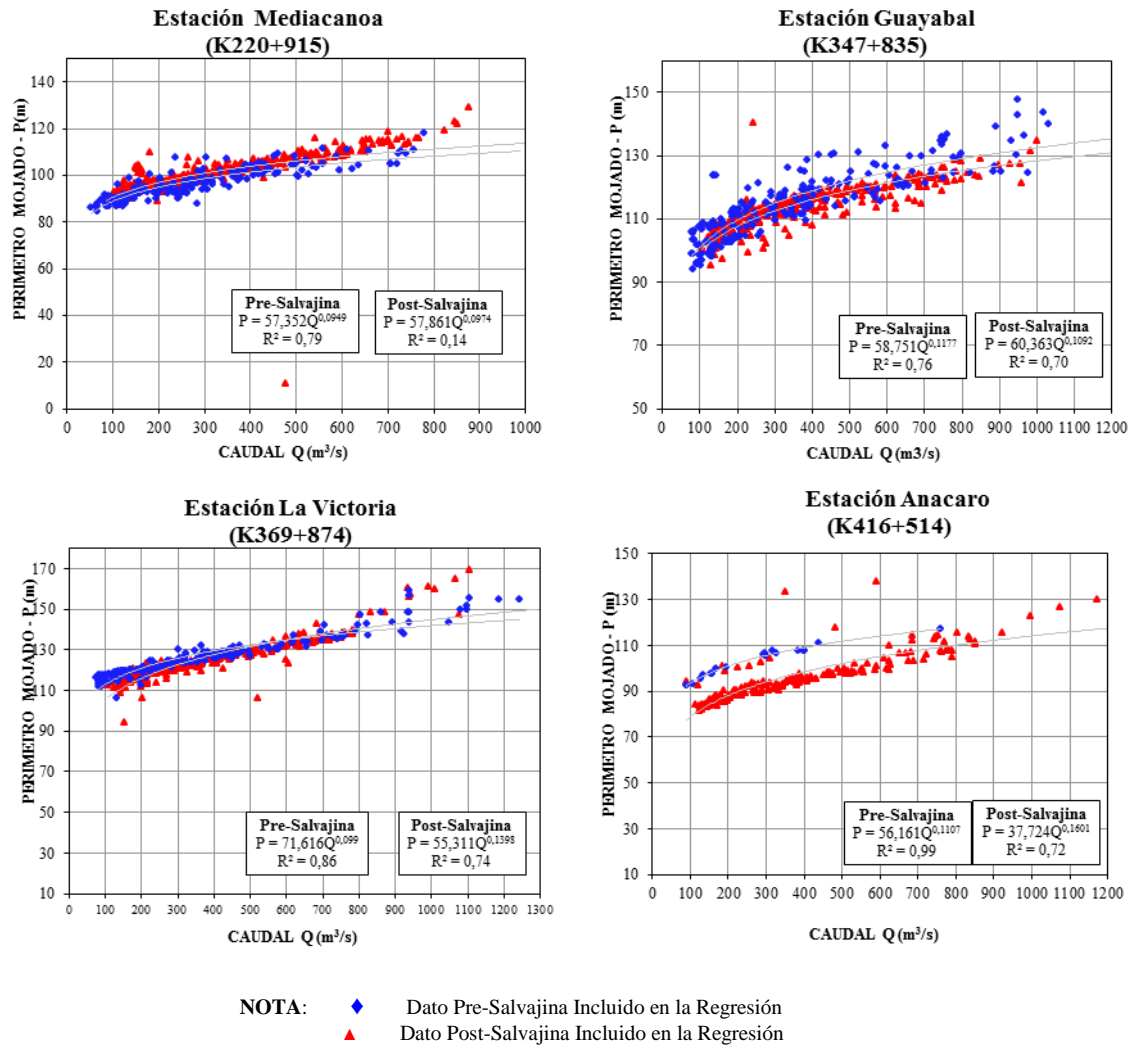 Estación Mediacanoa
(K220+915)
PERIMETRO MOJADO - P(m)
140
120
100
80
60
40
20
0
Pre-Salvajina
P = 57,352Q^0,0949
R² = 0,79
Post-Salvajina
P = 57,861Q^0,0974
R² = 0,14
0 100 200 300 400 500 600 700 800 900 1000
CAUDAL Q (m³/s)
Estación Guayabal
(K347+835)
PERIMETRO MOJADO - P (m)
150
130
110
90
70
50
Pre-Salvajina
P = 58,751Q^0,1177
R² = 0,76
Post-Salvajina
P = 60,363Q^0,1092
R² = 0,70
0 100 200 300 400 500 600 700 800 900 1000 1100 1200
CAUDAL Q (m3/s)
Estación La Victoria
(K369+874)
PERIMETRO MOJADO - P (m)
170
150
130
110
90
70
50
30
10
Pre-Salvajina
P = 71,616Q^0,099
R² = 0,86
Post-Salvajina
P = 55,311Q^0,1398
R² = 0,74
0 100 200 300 400 500 600 700 800 900 1000 1100 1200 1300
CAUDAL Q (m³/s)
Estación Anacaro
(K416+514)
PERIMETRO MOJADO - P (m)
150
130
110
90
70
50
30
10
Pre-Salvajina
P = 56,161Q^0,1107
R² = 0,99
Post-Salvajina
P = 37,724Q^0,1601
R² = 0,72
0 100 200 300 400 500 600 700 800 900 1000 1100 1200
CAUDAL Q (m³/s)
NOTA: Dato Pre-Salvajina Incluido en la Regresión
Dato Post-Salvajina Incluido en la Regresión